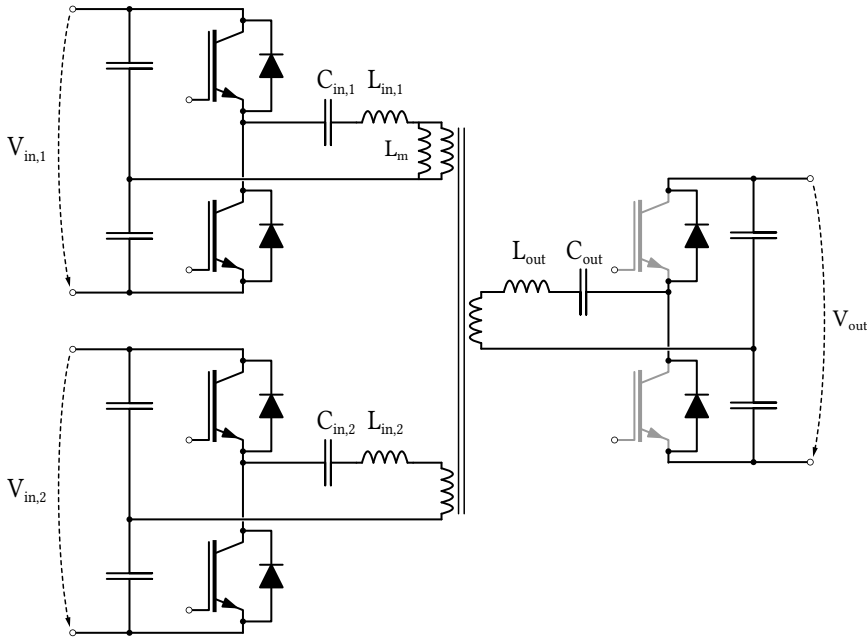 C_in,1 L_in,1
L_m
V_in,1
L_out C_out
V_out
C_in,2 L_in,2
V_in,2